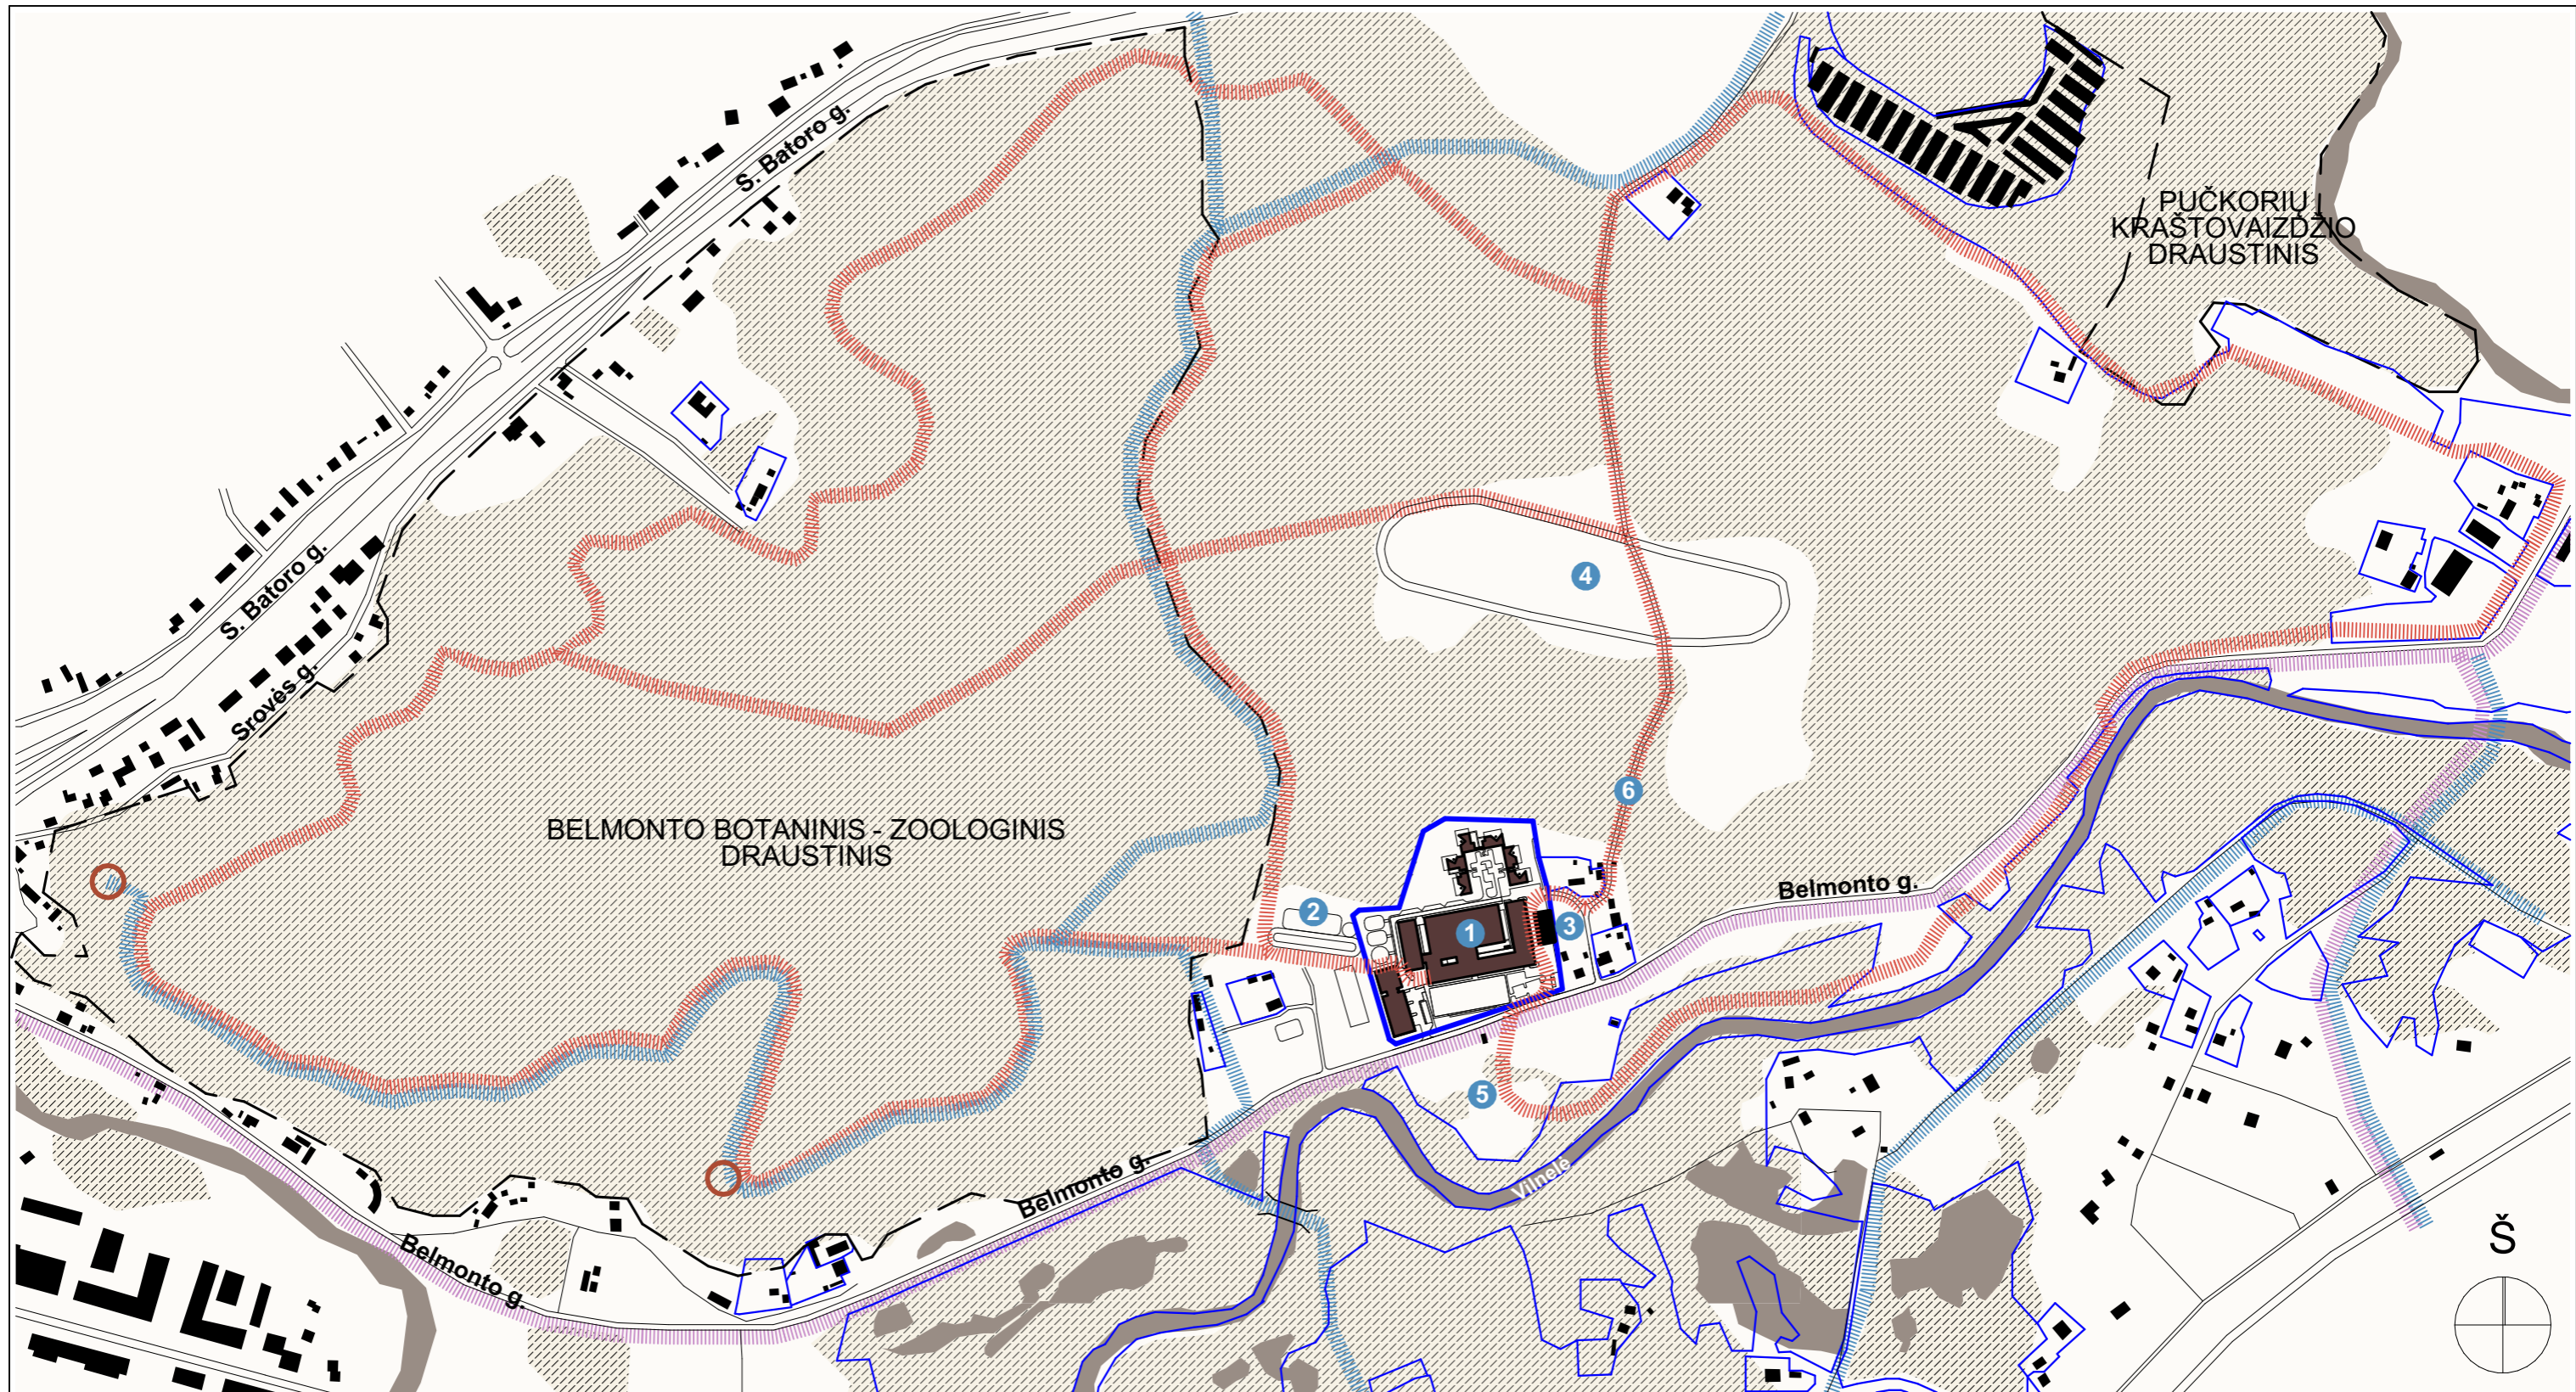 S. Batoro g.
PUČKORIŲ
KRAŠTOVAIZDŽIO
DRAUSTINIS
4
S. Batoro g.
Srovės g.
6
BELMONTO BOTANINIS - ZOOLOGINIS
DRAUSTINIS
Belmonto g.
2
1
3
5
Vilnelė
Belmonto g.
Belmonto g.
Š